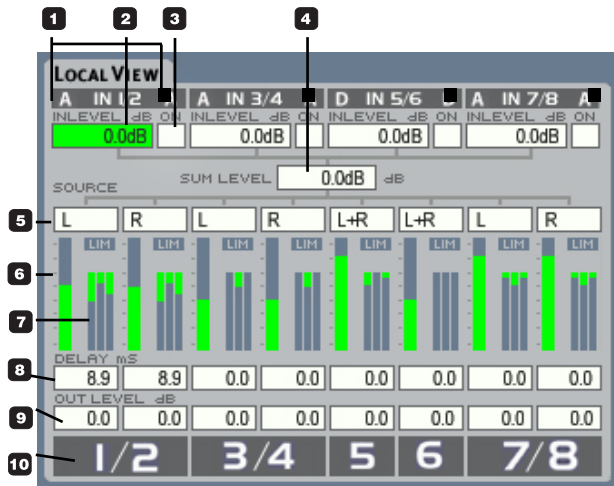 1 2 3 4
LOCAL VIEW
A IN 1/2 A IN 3/4 D IN 5/6 D A IN 7/8 A
INLEVEL dB ON INLEVEL dB ON INLEVEL dB ON INLEVEL dB ON
0.0dB 0.0dB 0.0dB 0.0dB
SUM LEVEL 0.0dB dB
SOURCE
5 L R L R L+R L+R L R
LIM LIM LIM LIM LIM LIM LIM LIM
6
7
DELAY mS
8 8.9 8.9 0.0 0.0 0.0 0.0 0.0 0.0
OUT LEVEL dB
9 0.0 0.0 0.0 0.0 0.0 0.0 0.0 0.0
10 1/2 3/4 5 6 7/8